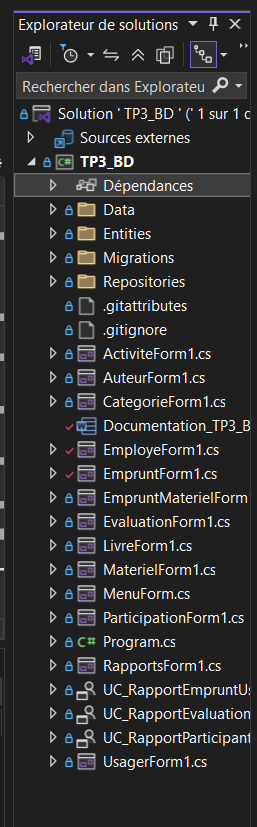 Explorateur de solutions
Rechercher dans Explorateu
Solution ' TP3_BD ' (' 1 sur 1 c
Sources externes
TP3_BD
Dépendances
Data
Entities
Migrations
Repositories
.gitattributes
.gitignore
ActiviteForm1.cs
AuteurForm1.cs
CategorieForm1.cs
Documentation_TP3_B
EmployeForm1.cs
EmpruntForm1.cs
EmpruntMaterielForm
EvaluationForm1.cs
LivreForm1.cs
MaterielForm1.cs
MenuForm.cs
ParticipationForm1.cs
C# Program.cs
RapportsForm1.cs
UC_RapportEmpruntUs
UC_RapportEvaluation
UC_RapportParticipant
UsagerForm1.cs